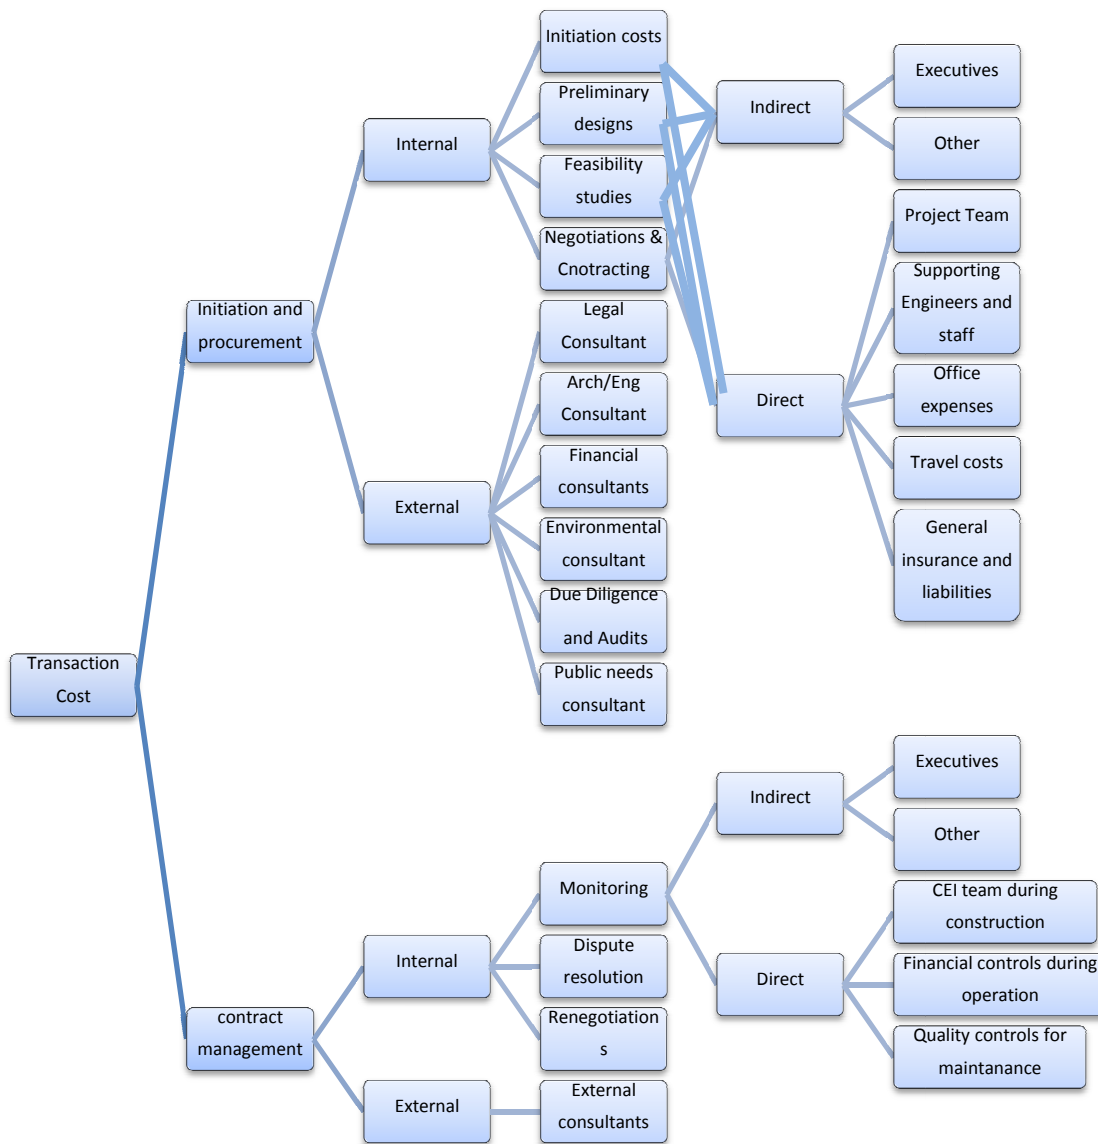 Transaction
Cost
Initiation and
procurement
Internal
Initiation costs
Preliminary
designs
Feasibility
studies
Negotiations &
Cnotracting
Indirect
Executives
Other
Direct
Project Team
Supporting
Engineers and
staff
Office
expenses
Travel costs
General
insurance and
liabilities
External
Legal
Consultant
Arch/Eng
Consultant
Financial
consultants
Environmental
consultant
Due Diligence
and Audits
Public needs
consultant
contract
management
Internal
Monitoring
Indirect
Executives
Other
Direct
CEI team during
construction
Financial controls during
operation
Quality controls for
maintanance
Dispute
resolution
Renegotiation
s
External
External
consultants